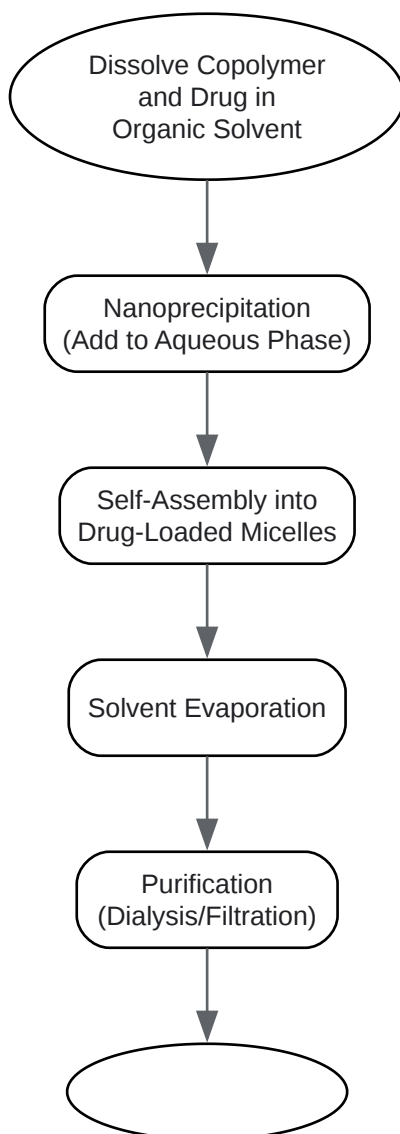 Dissolve Copolymer
and Drug in
Organic Solvent
Nanoprecipitation
(Add to Aqueous Phase)
Self-Assembly into
Drug-Loaded Micelles
Solvent Evaporation
Purification
(Dialysis/Filtration)